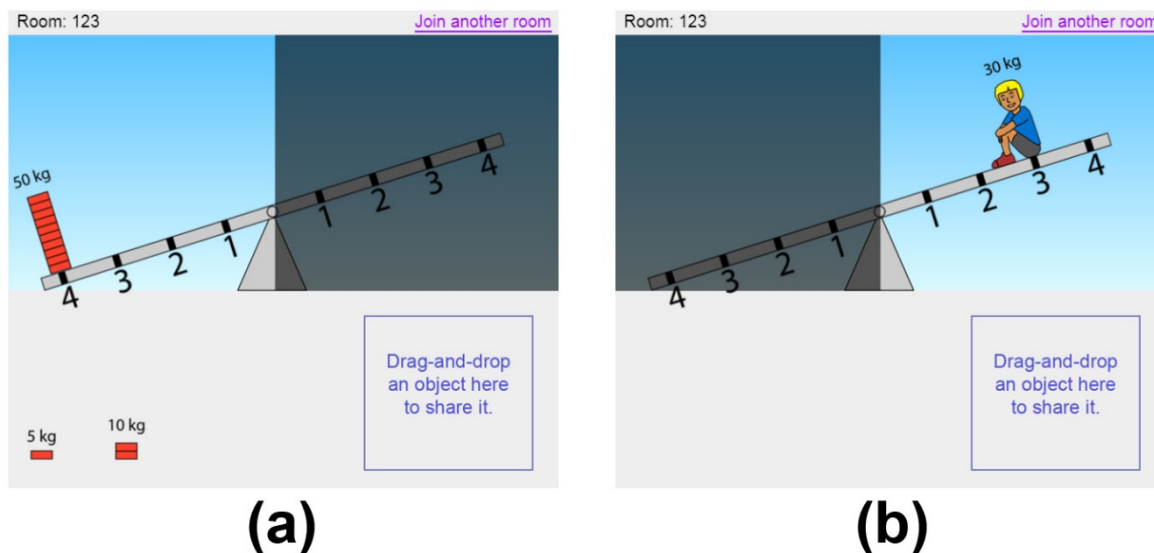 Room: 123 Join another room
50 kg
4 3 2 1 1 2 3 4
Drag-and-drop
an object here
to share it.
5 kg 10 kg
(a)
Room: 123 Join another room
30 kg
4 3 2 1 1 2 3 4
Drag-and-drop
an object here
to share it.
(b)